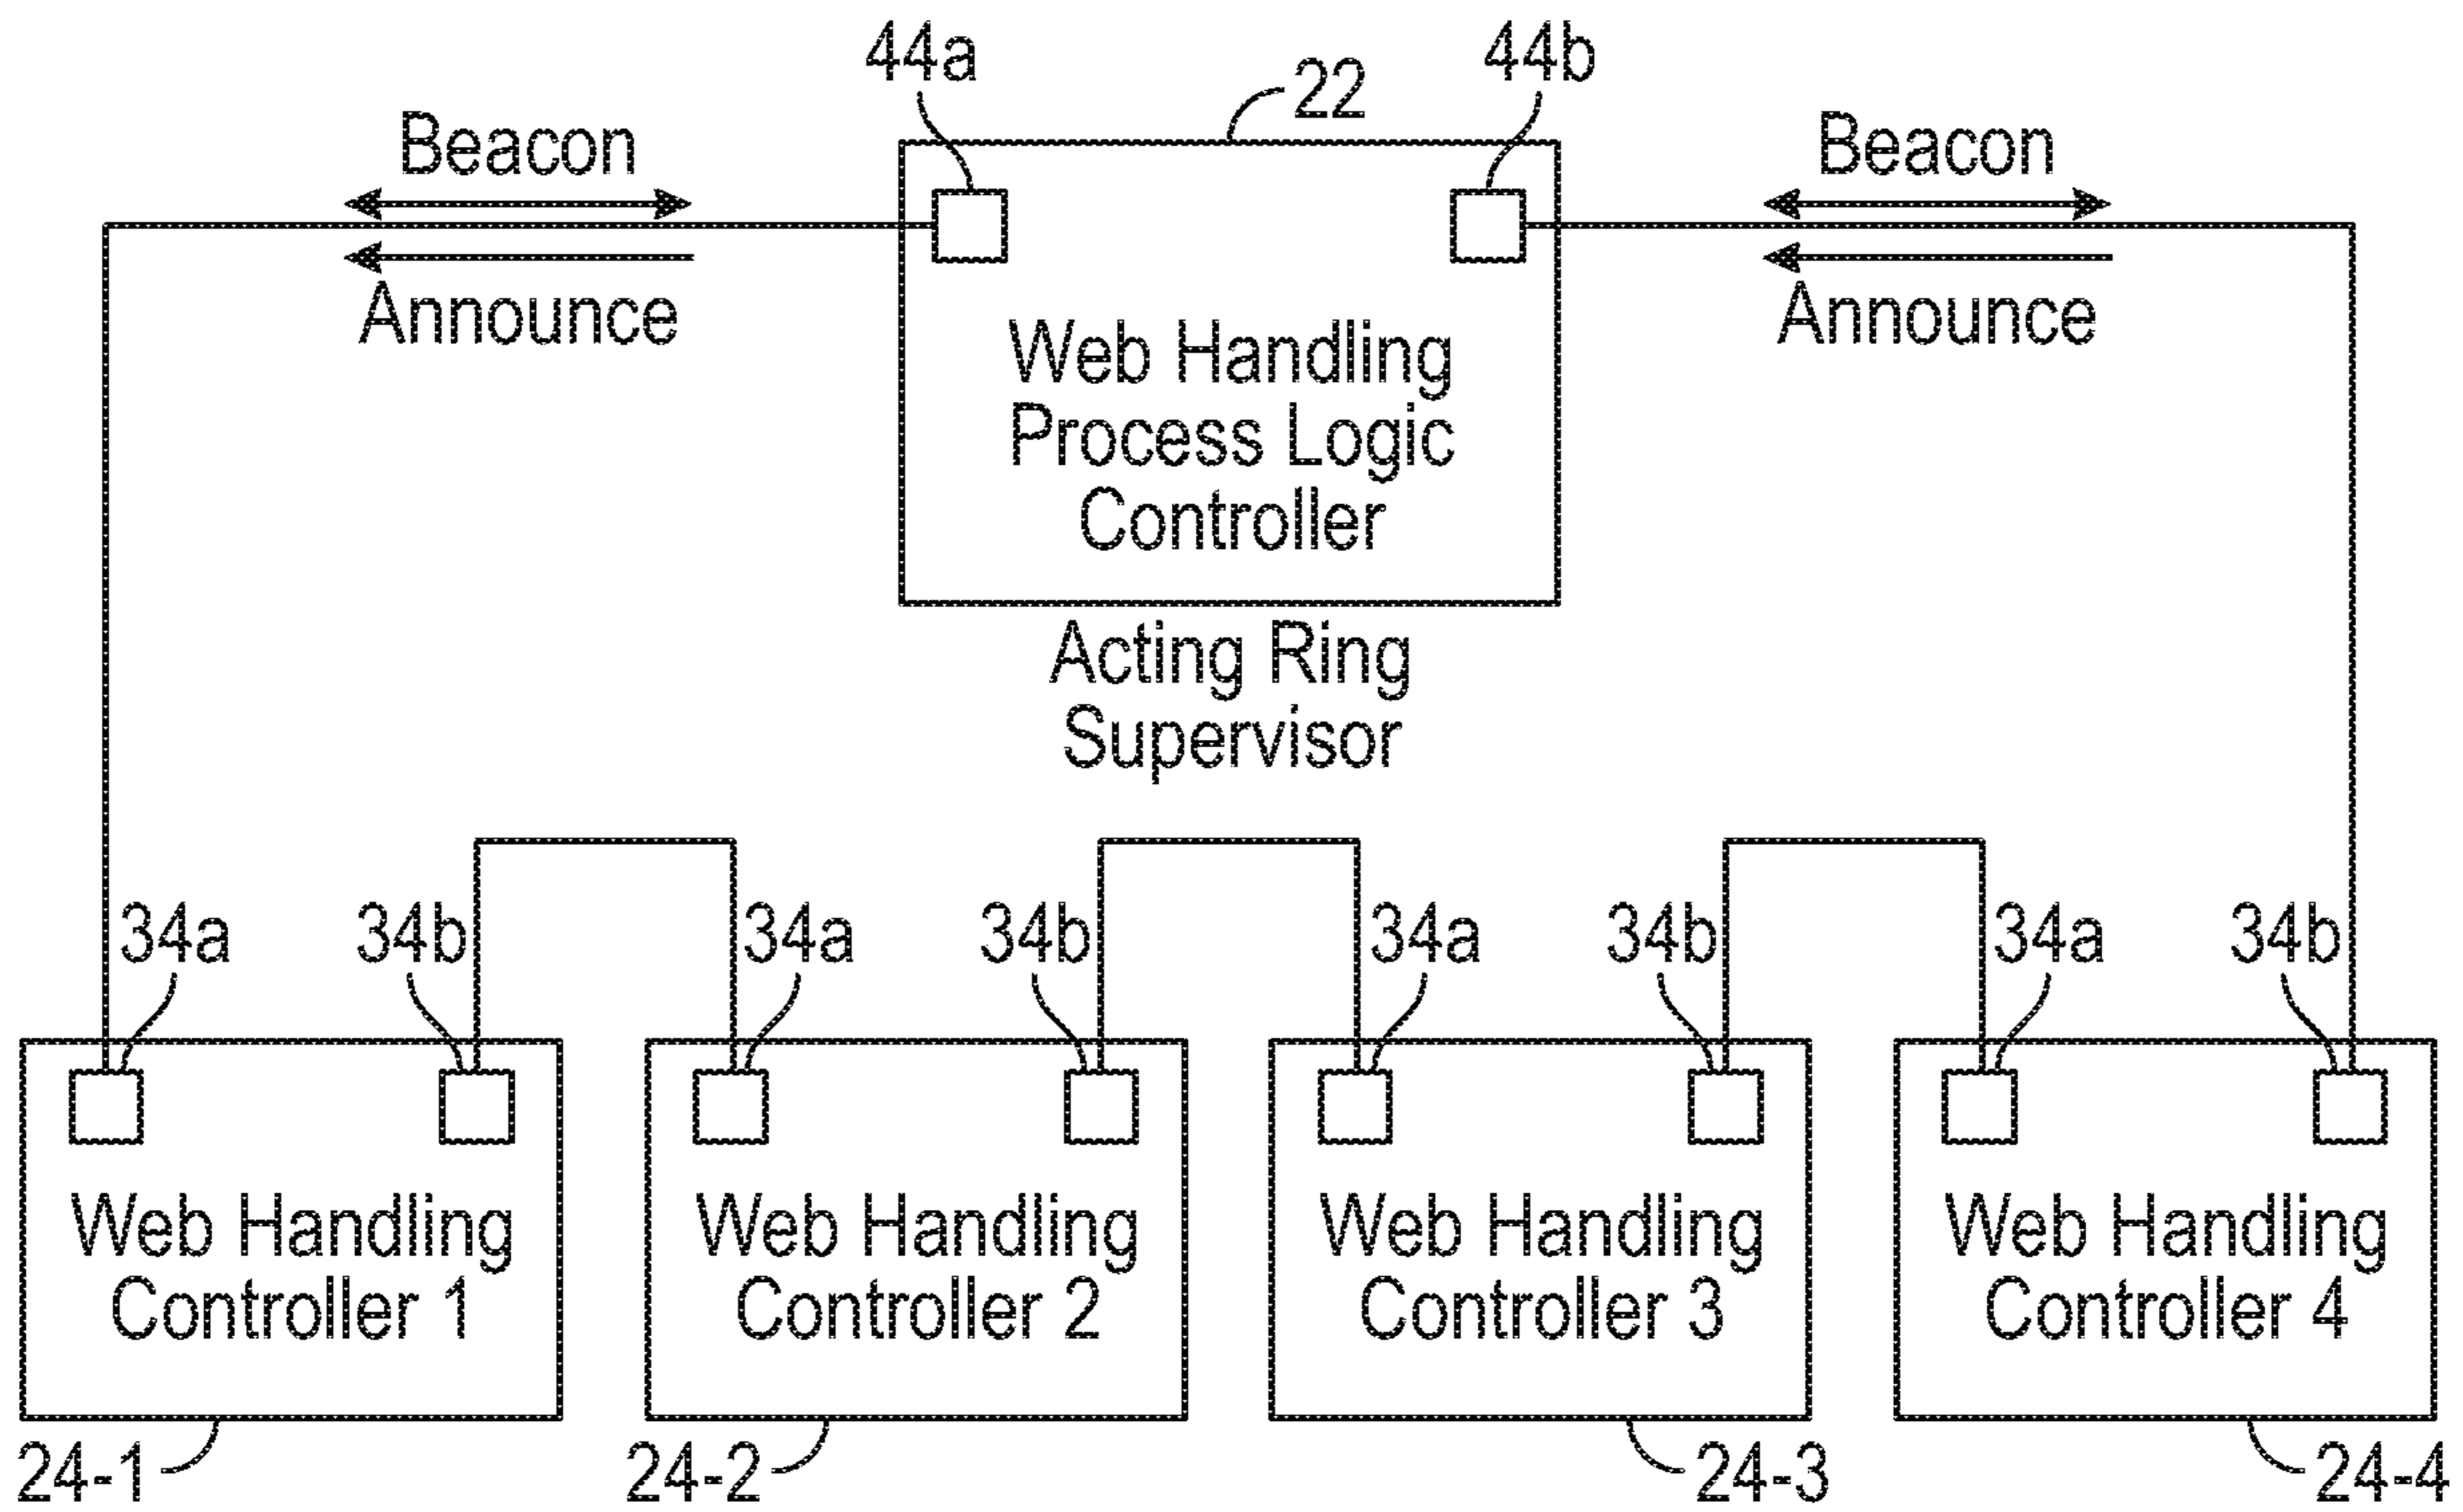 44a
22
44b
Beacon
Beacon
Announce
Announce
Web Handling
Process Logic
Controller
Acting Ring
Supervisor
34a
34b
34a
34b
34a
34b
34a
34b
Web Handling
Controller 1
Web Handling
Controller 2
Web Handling
Controller 3
Web Handling
Controller 4
24-1
24-2
24-3
24-4